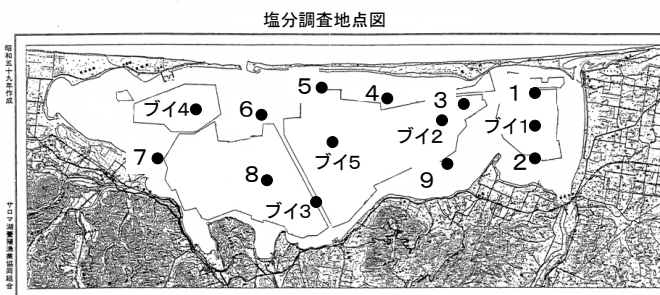 塩分調査地点図
昭和五十九年作成
サロマ湖養殖漁業協同組合
5
4
3
1
ブイ4
6
ブイ2
ブイ1
ブイ5
7
8
9
2
ブイ3